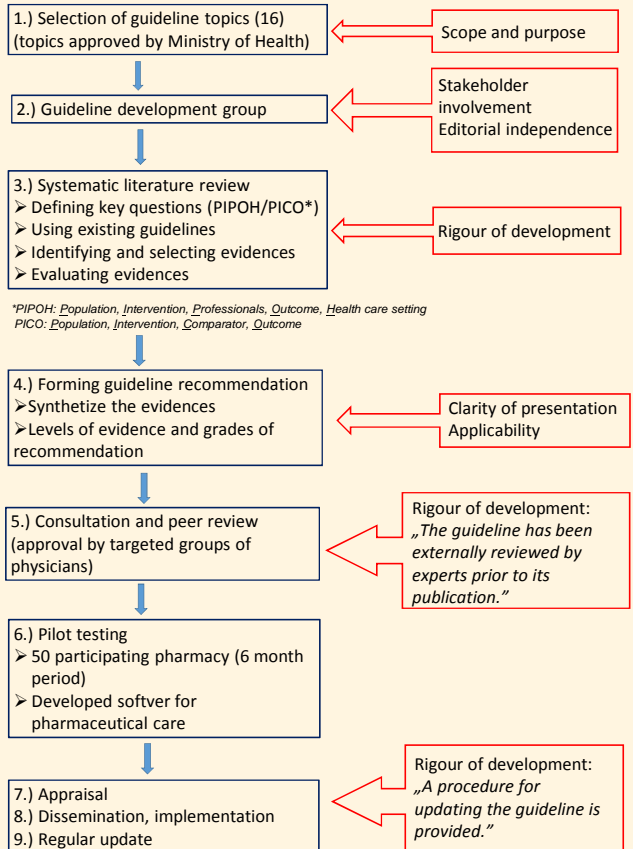 1.) Selection of guideline topics (16)
(topics approved by Ministry of Health)
Scope and purpose
2.) Guideline development group
Stakeholder
involvement
Editorial independence
3.) Systematic literature review
➢ Defining key questions (PIPOH/PICO*)
➢ Using existing guidelines
➢ Identifying and selecting evidences
➢ Evaluating evidences
Rigour of development
*PIPOH: Population, Intervention, Professionals, Outcome, Health care setting
PICO: Population, Intervention, Comparator, Outcome
4.) Forming guideline recommendation
➢Synthetize the evidences
➢Levels of evidence and grades of
recommendation
Clarity of presentation
Applicability
5.) Consultation and peer review
(approval by targeted groups of
physicians)
Rigour of development:
„The guideline has been
externally reviewed by
experts prior to its
publication.”
6.) Pilot testing
➢ 50 participating pharmacy (6 month
period)
➢ Developed softver for
pharmaceutical care
7.) Appraisal
8.) Dissemination, implementation
9.) Regular update
Rigour of development:
„A procedure for
updating the guideline is
provided.”